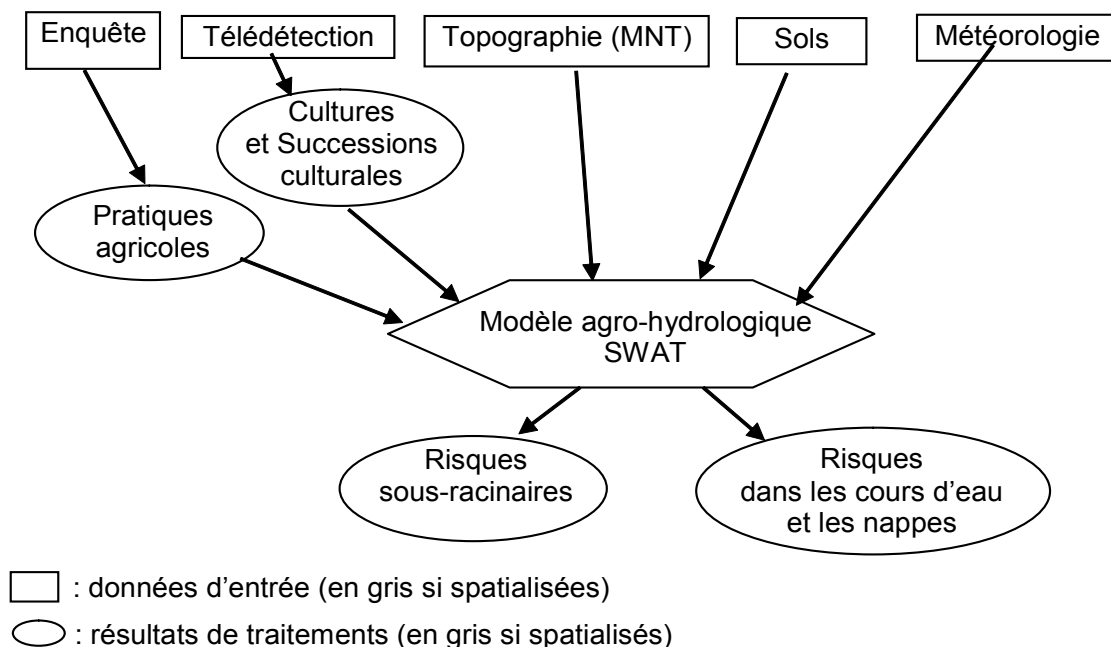 Enquête
Télédétection
Topographie (MNT)
Sols
Météorologie
Cultures
et Successions
culturales
Pratiques
agricoles
Modèle agro-hydrologique
SWAT
Risques
sous-racinaires
Risques
dans les cours d'eau
et les nappes
: données d'entrée (en gris si spatialisées)
: résultats de traitements (en gris si spatialisés)